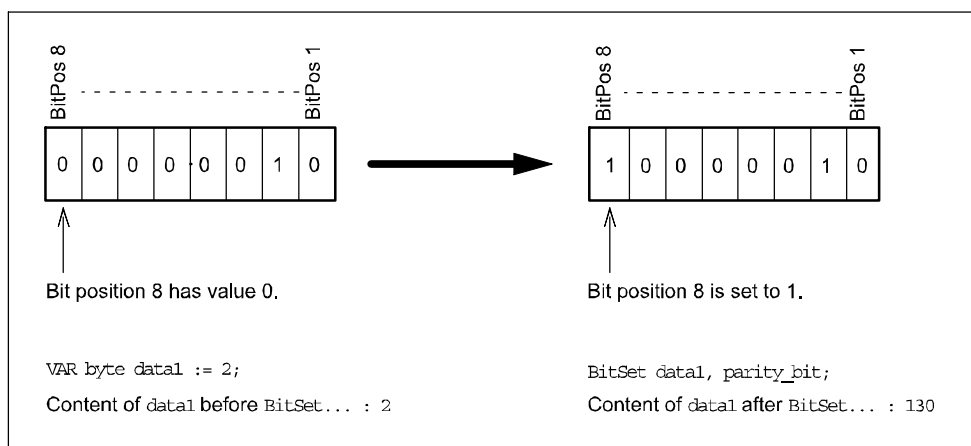 BitPos 8 BitPos 1 BitPos 8 BitPos 1
0 0 0 0 0 0 1 0 1 0 0 0 0 0 1 0
Bit position 8 has value 0. Bit position 8 is set to 1.
VAR byte data1 := 2; BitSet data1, parity_bit;
Content of data1 before BitSet... : 2 Content of data1 after BitSet... : 130